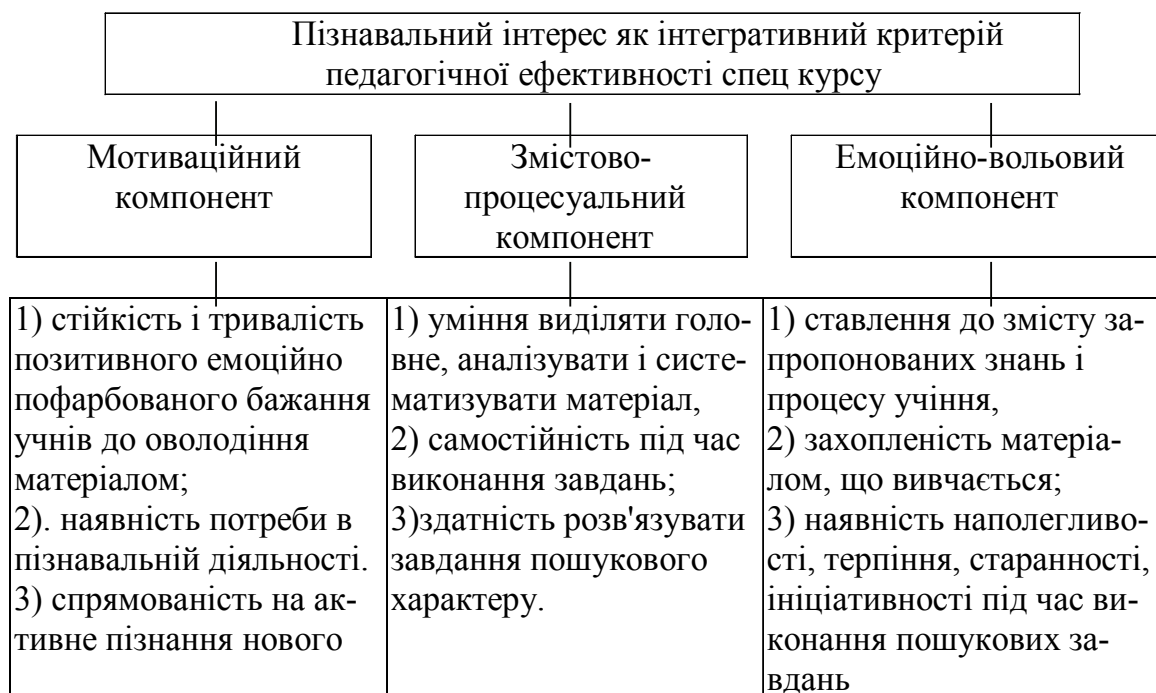 Пізнавальний інтерес як інтегративний критерій
педагогічної ефективності спец курсу
Мотиваційний
компонент
Змістово-
процесуальний
компонент
Емоційно-вольовий
компонент
1) стійкість і тривалість
позитивного емоційно
пофарбованого бажання
учнів до оволодіння
матеріалом;
2). наявність потреби в
пізнавальній діяльності.
3) спрямованість на ак-
тивне пізнання нового
1) уміння виділяти голо-
вне, аналізувати і систе-
матизувати матеріал,
2) самостійність під час
виконання завдань;
3)здатність розв'язувати
завдання пошукового
характеру.
1) ставлення до змісту за-
пропонованих знань і
процесу учіння,
2) захопленість матеріа-
лом, що вивчається;
3) наявність наполегливо-
сті, терпіння, старанності,
ініціативності під час ви-
конання пошукових за-
вдань